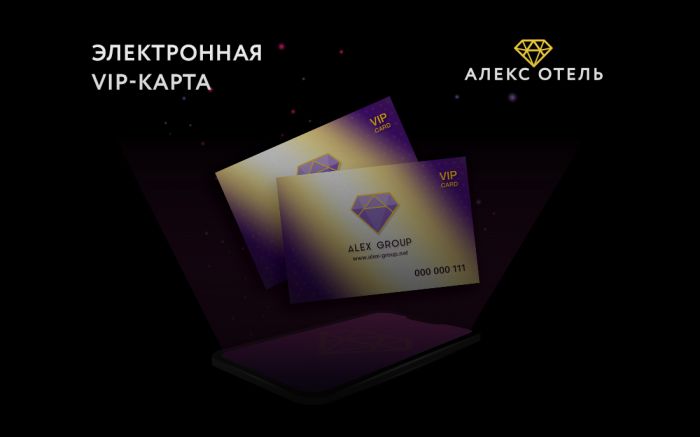 ЭЛЕКТРОННАЯ
VIP-КАРТА
АЛЕКС ОТЕЛЬ
VIP
CARD
VIP
CARD
ALEX GROUP
www.alex-group.net
000 000 111